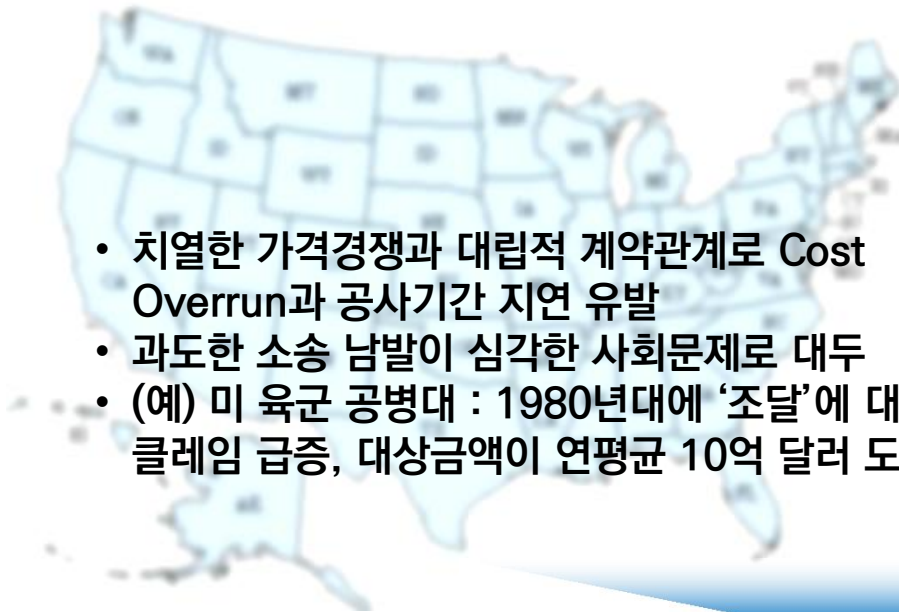 • 치열한 가격경쟁과 대립적 계약관계로 Cost
Overrun과 공사기간 지연 유발
• 과도한 소송 남발이 심각한 사회문제로 대두
• (예) 미 육군 공병대 : 1980년대에 ‘조달’에 대
클레임 급증, 대상금액이 연평균 10억 달러 도